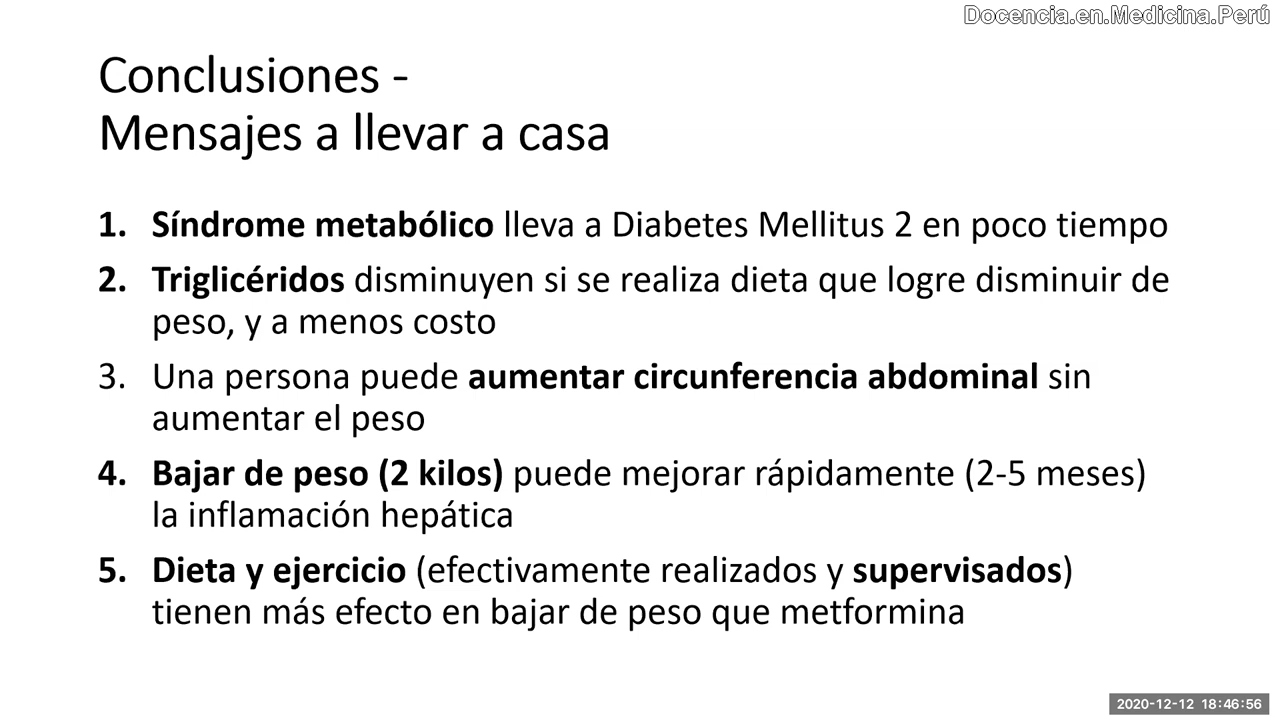 Docencia.en.Medicina.Perú
Conclusiones -
Mensajes a llevar a casa
1. Síndrome metabólico lleva a Diabetes Mellitus 2 en poco tiempo
2. Triglicéridos disminuyen si se realiza dieta que logre disminuir de
peso, y a menos costo
3. Una persona puede aumentar circunferencia abdominal sin
aumentar el peso
4. Bajar de peso (2 kilos) puede mejorar rápidamente (2-5 meses)
la inflamación hepática
5. Dieta y ejercicio (efectivamente realizados y supervisados)
tienen más efecto en bajar de peso que metformina
2020-12-12 18:46:56